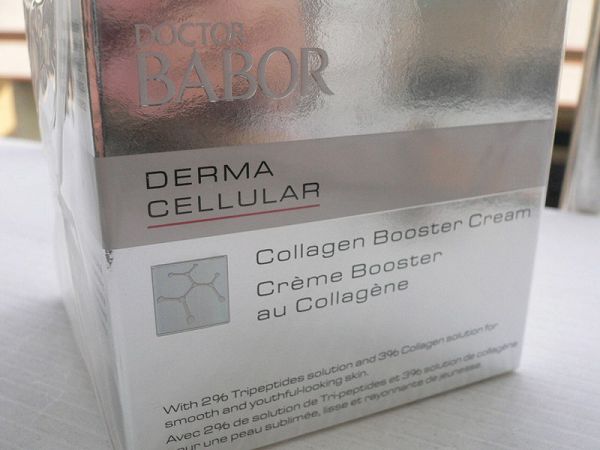 DOCTOR
BABOR
DERMA
CELLULAR
Collagen Booster Cream
Crème Booster
au Collagène
With 2% Tripeptides solution and 3% Collagen solution for
smooth and youthful-looking skin.
Avec 2% de solution de Tri-peptides et 3% solution de collagène
pour une peau sublimée, lisse et rayonnante de jeunesse.